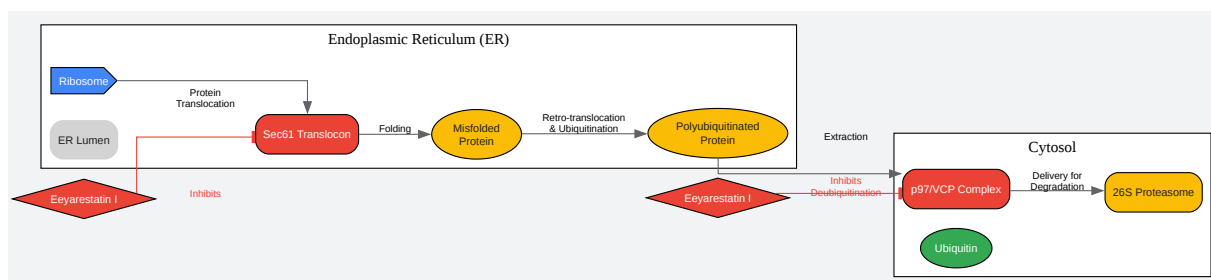 Endoplasmic Reticulum (ER)
Ribosome
Protein
Translocation
ER Lumen
Sec61 Translocon
Folding
Misfolded
Protein
Retro-translocation
& Ubiquitination
Polyubiquitinated
Protein
Extraction
Eeyarestatin I
Inhibits
Eeyarestatin I
Inhibits
Deubiquitination
Cytosol
p97/VCP Complex
Delivery for
Degradation
26S Proteasome
Ubiquitin